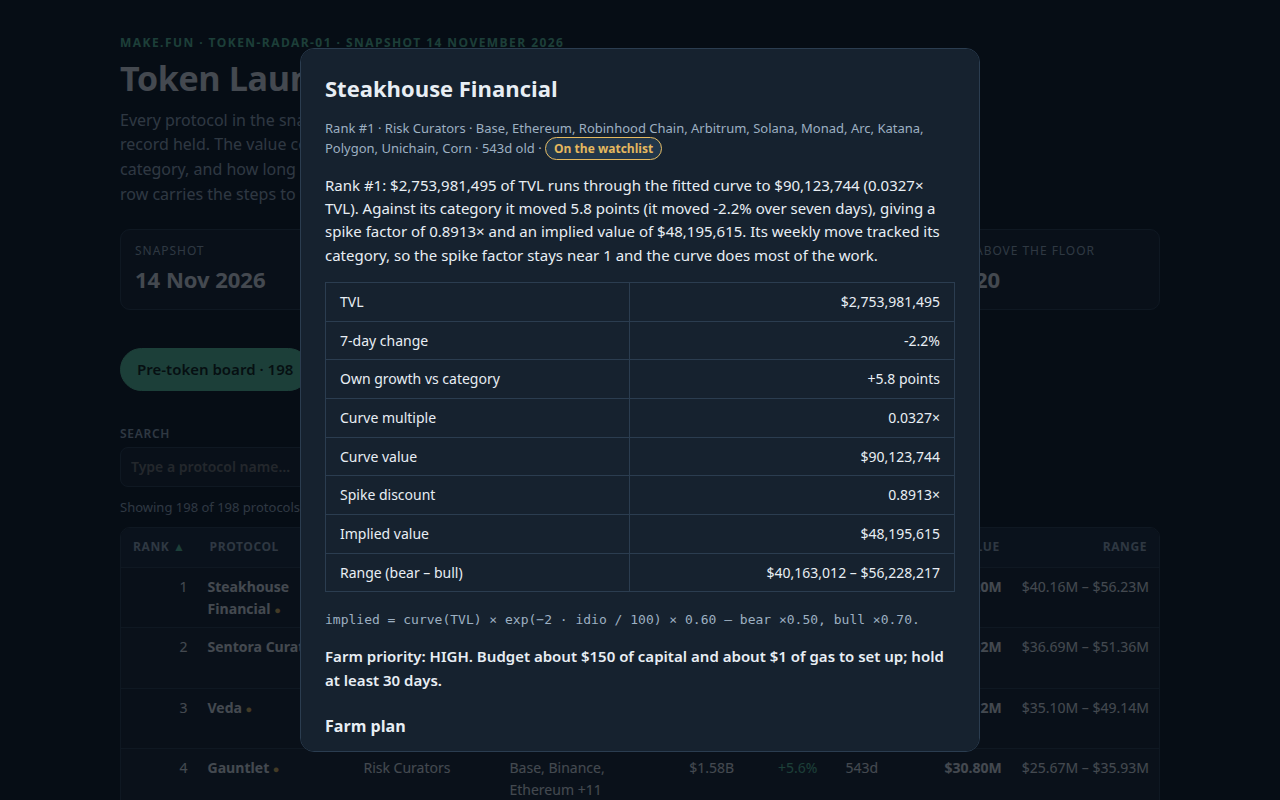 MAKE.FUN · TOKEN-RADAR-01 · SNAPSHOT 14 NOVEMBER 2026
Token Laun
Every protocol in the sna
record held. The value c
category, and how long
row carries the steps to
SNAPSHOT
14 Nov 2026
ABOVE THE FLOOR
20
Pre-token board · 198
SEARCH
Type a protocol name...
Showing 198 of 198 protocols
Steakhouse Financial
Rank #1 · Risk Curators · Base, Ethereum, Robinhood Chain, Arbitrum, Solana, Monad, Arc, Katana,
Polygon, Unichain, Corn · 543d old · On the watchlist
Rank #1: $2,753,981,495 of TVL runs through the fitted curve to $90,123,744 (0.0327×
TVL). Against its category it moved 5.8 points (it moved -2.2% over seven days), giving a
spike factor of 0.8913× and an implied value of $48,195,615. Its weekly move tracked its
category, so the spike factor stays near 1 and the curve does most of the work.
TVL $2,753,981,495
7-day change -2.2%
Own growth vs category +5.8 points
Curve multiple 0.0327×
Curve value $90,123,744
Spike discount 0.8913×
Implied value $48,195,615
Range (bear – bull) $40,163,012 – $56,228,217
implied = curve(TVL) × exp(−2 · idio / 100) × 0.60 — bear ×0.50, bull ×0.70.
Farm priority: HIGH. Budget about $150 of capital and about $1 of gas to set up; hold
at least 30 days.
Farm plan
RANK ▲ PROTOCOL LUE RANGE
1 Steakhouse 0M $40.16M – $56.23M
Financial
2 Sentora Curat 2M $36.69M – $51.36M
3 Veda 2M $35.10M – $49.14M
4 Gauntlet Risk Curators Base, Binance, $1.58B +5.6% 543d $30.80M $25.67M – $35.93M
Ethereum +11